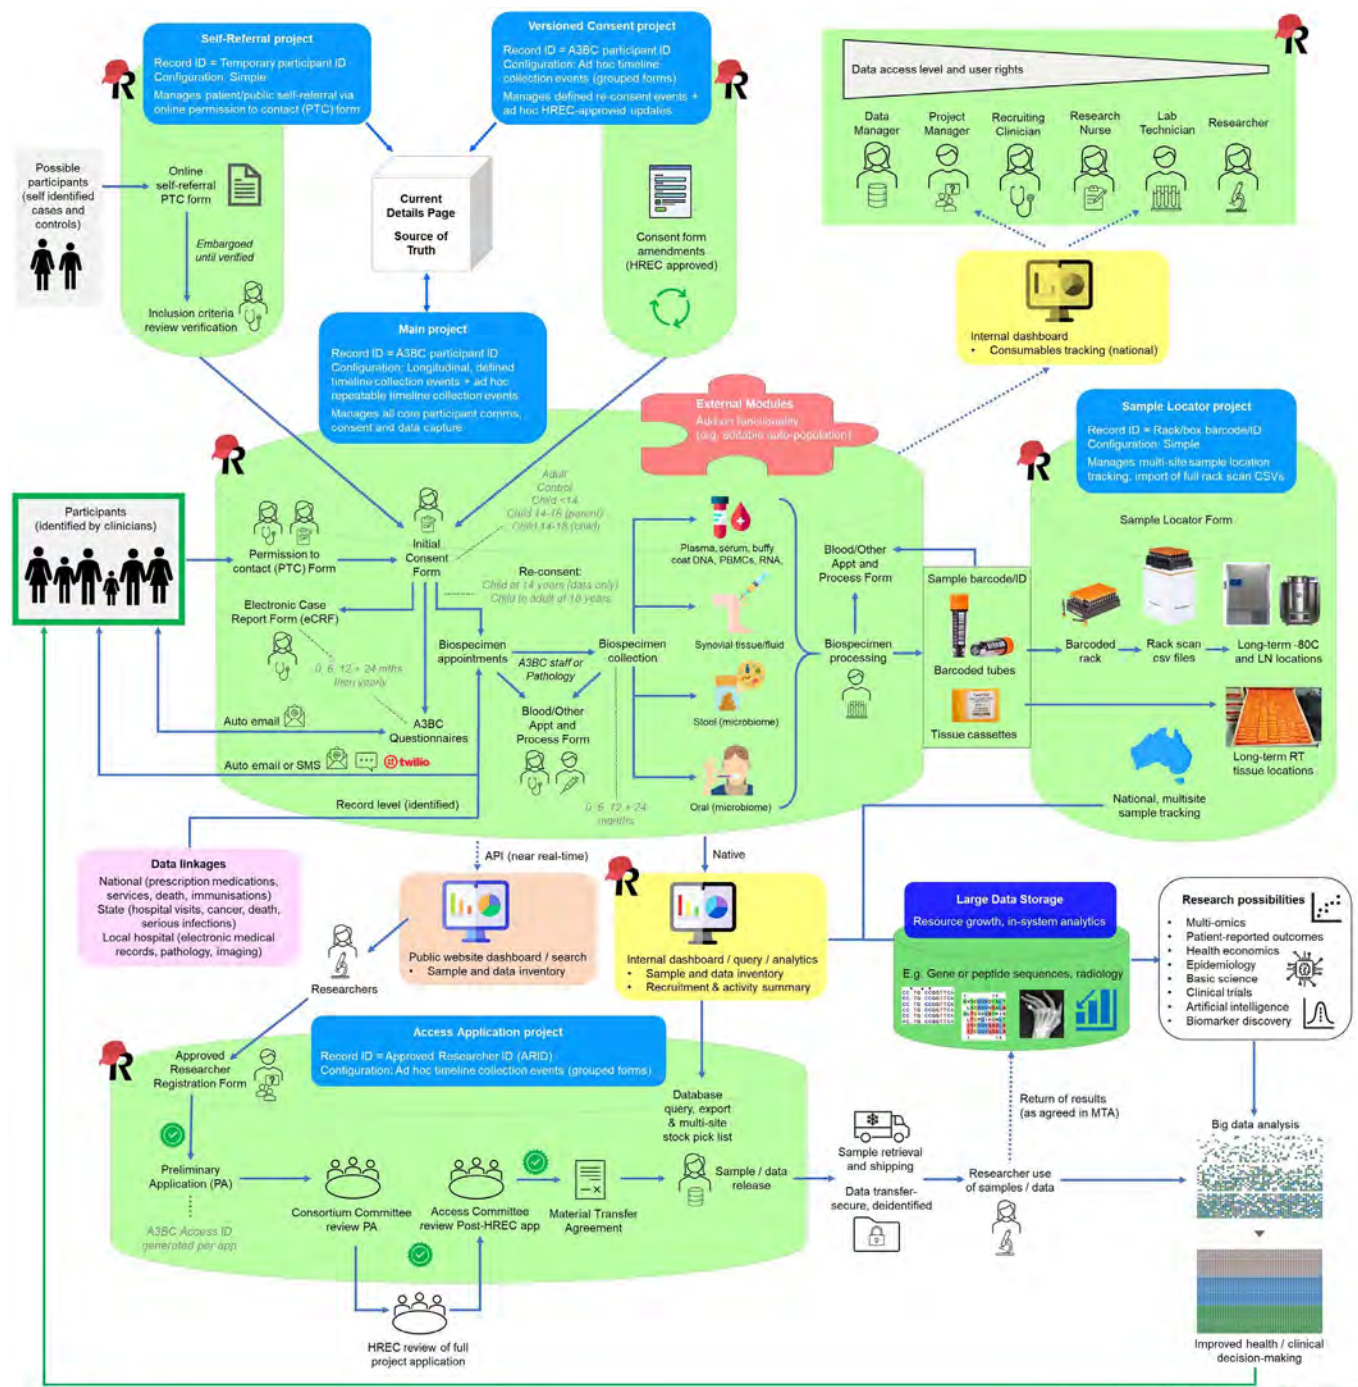 Self-Referral project
Record ID = Temporary participant ID
Configuration: Simple
Manages patient/public self-referral via
online permission to contact (PTC) form
Versioned Consent project
Record ID = A3BC participant ID
Configuration: Ad hoc timeline
collection events (grouped forms)
Manages defined re-consent events +
ad hoc HREC-approved updates
Data access level and user rights
Data
Manager
Project
Manager
Recruiting
Clinician
Research
Nurse
Lab
Technician
Researcher
Possible
participants
(self identified
cases and
controls)
Online
self-referral
PTC form
Embargoed
until verified
Inclusion criteria
review verification
Current
Details Page
Source of
Truth
Consent form
amendments
(HREC approved)
Internal dashboard
• Consumables tracking (national)
Main project
Record ID = A3BC participant ID
Configuration: Longitudinal, defined
timeline collection events + ad hoc
repeatable timeline collection events
Manages all core participant comms,
consent and data capture
External Modules
Add-on functionality
(e.g. editable auto-population)
Sample Locator project
Record ID = Rack/box barcode/ID
Configuration: Simple
Manages multi-site sample location
tracking, import of full rack scan CSVs
Participants
(identified by clinicians)
Permission to
contact (PTC) Form
Initial
Consent
Form
Adult
Control
Child <14
Child 14-18 (parent)
Child 14-18 (child)
Re-consent:
Child at 14 years (data only)
Child to adult at 18 years
Electronic Case
Report Form (eCRF)
0, 6, 12 + 24 mths
then yearly
A3BC
Questionnaires
Biospecimen
appointments
A3BC staff or
Pathology
Biospecimen
collection
Blood/Other
Appt and
Process Form
0, 6, 12 + 24
months
Plasma, serum, buffy
coat DNA, PBMCs, RNA,
Synovial tissue/fluid
Stool (microbiome)
Oral (microbiome)
Blood/Other
Appt and
Process Form
Biospecimen
processing
Sample barcode/ID
Barcoded tubes
Tissue cassettes
Sample Locator Form
Barcoded
rack
Rack scan
csv files
Long-term -80C
and LN locations
Long-term RT
tissue locations
National, multisite
sample tracking
Auto email
Auto email or SMS
twilio
Record level (identified)
Data linkages
National (prescription medications,
services, death, immunisations)
State (hospital visits, cancer, death,
serious infections)
Local hospital (electronic medical
records, pathology, imaging)
API (near real-time)
Native
Public website dashboard / search
• Sample and data inventory
Internal dashboard / query / analytics
• Sample and data inventory
• Recruitment & activity summary
Researchers
Large Data Storage
Resource growth, in-system analytics
E.g. Gene or peptide sequences, radiology
Research possibilities
• Multi-omics
• Patient-reported outcomes
• Health economics
• Epidemiology
• Basic science
• Clinical trials
• Artificial intelligence
• Biomarker discovery
Access Application project
Record ID = Approved Researcher ID (ARID)
Configuration: Ad hoc timeline collection events (grouped forms)
Approved
Researcher
Registration Form
Preliminary
Application (PA)
A3BC Access ID
generated per app
Consortium Committee
review PA
HREC review of full
project application
Access Committee
review Post-HREC app
Material Transfer
Agreement
Database
query, export
& multi-site
stock pick list
Sample / data
release
Sample retrieval
and shipping
Data transfer-
secure, deidentified
Return of results
(as agreed in MTA)
Researcher use
of samples / data
Big data analysis
Improved health / clinical
decision-making